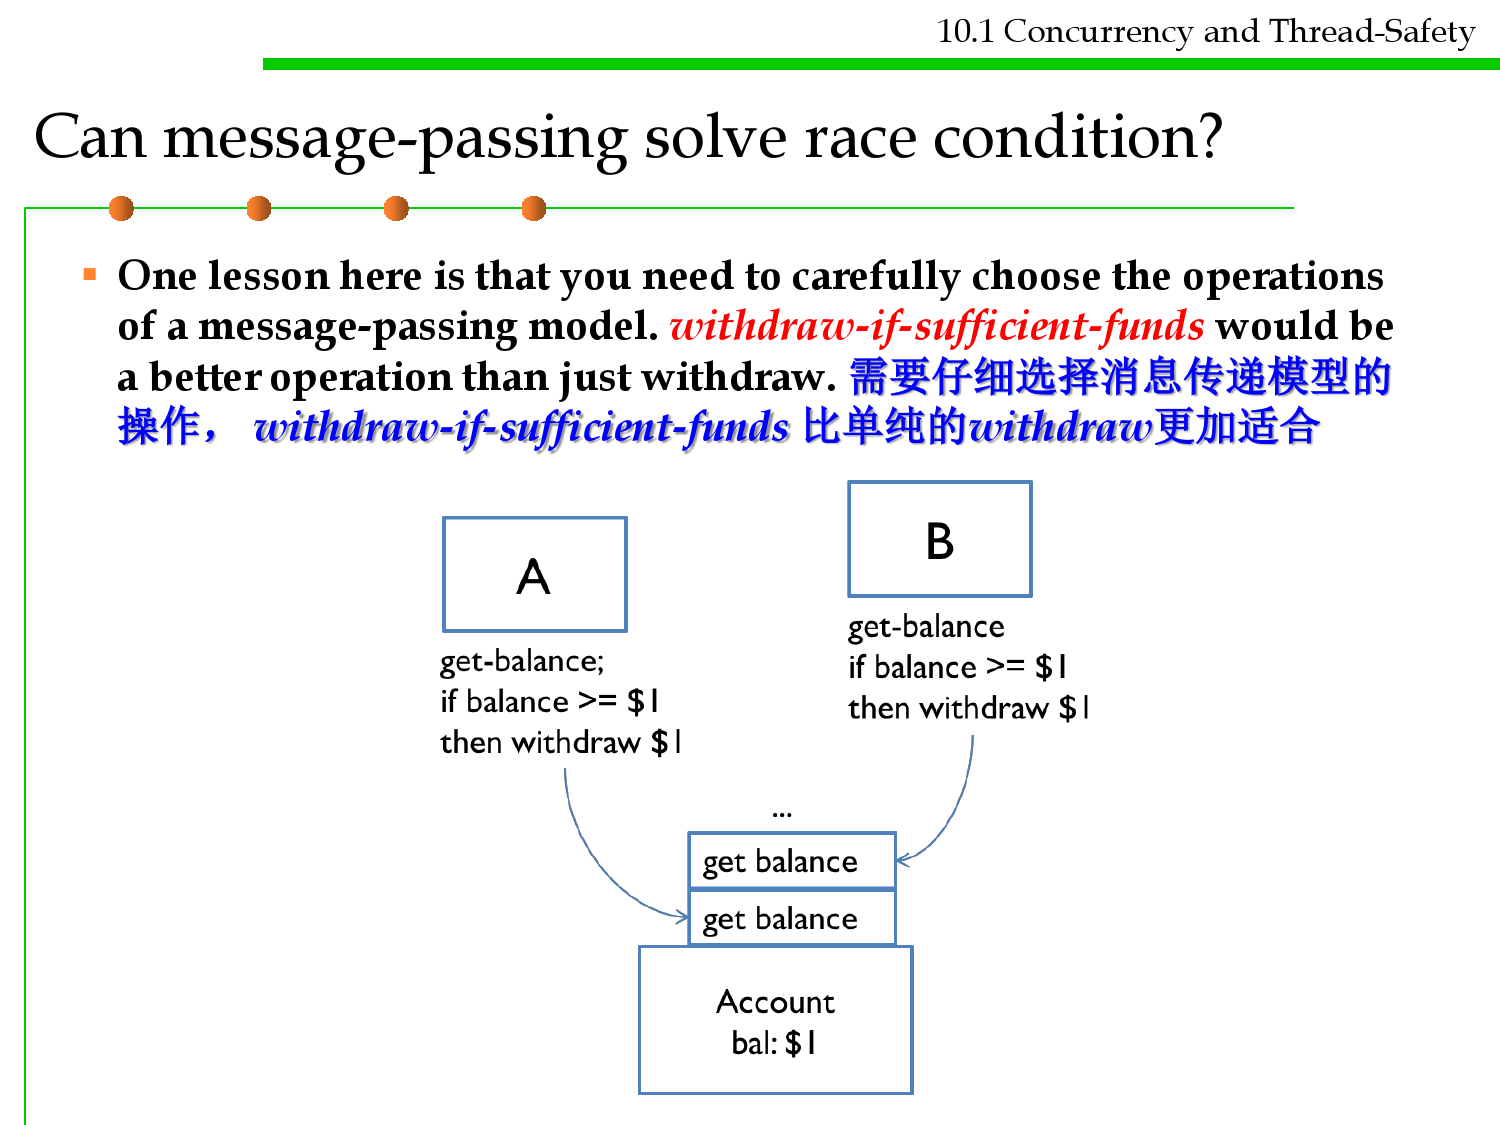 10.1 Concurrency and Thread-Safety
Can message-passing solve race condition?
One lesson here is that you need to carefully choose the operations
of a message-passing model. withdraw-if-sufficient-funds would be
a better operation than just withdraw. 需要仔细选择消息传递模型的
操作， withdraw-if-sufficient-funds 比单纯的withdraw更加适合
A
get-balance;
if balance >= $1
then withdraw $1
B
get-balance
if balance >= $1
then withdraw $1
...
get balance
get balance
Account
bal: $1